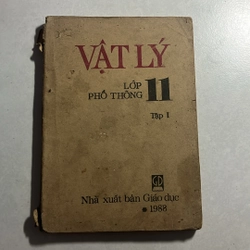 VẬT LÝ
LỚP
PHỔ THÔNG 11
Tập I
Nhà xuất bản Giáo dục
• 1988